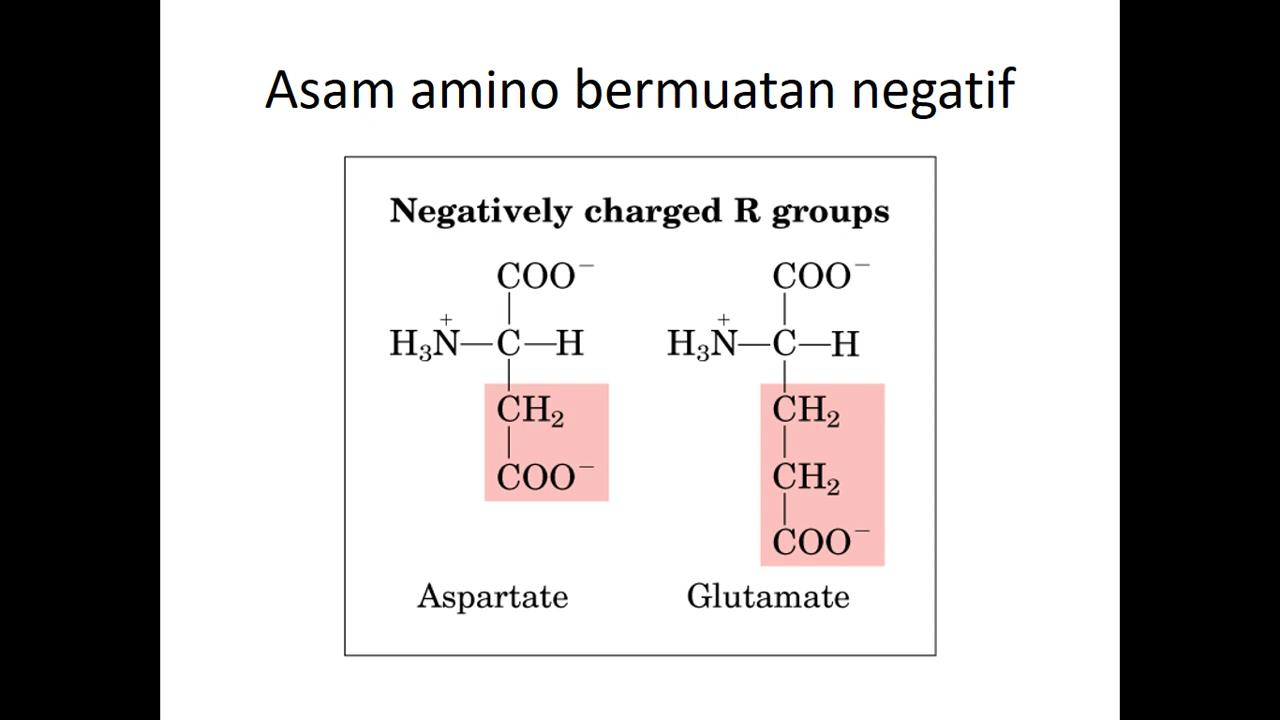 Asam amino bermuatan negatif
Negatively charged R groups
COO⁻ COO⁻
H₃N⁺—C—H H₃N⁺—C—H
CH₂ CH₂
COO⁻ CH₂
COO⁻
Aspartate Glutamate